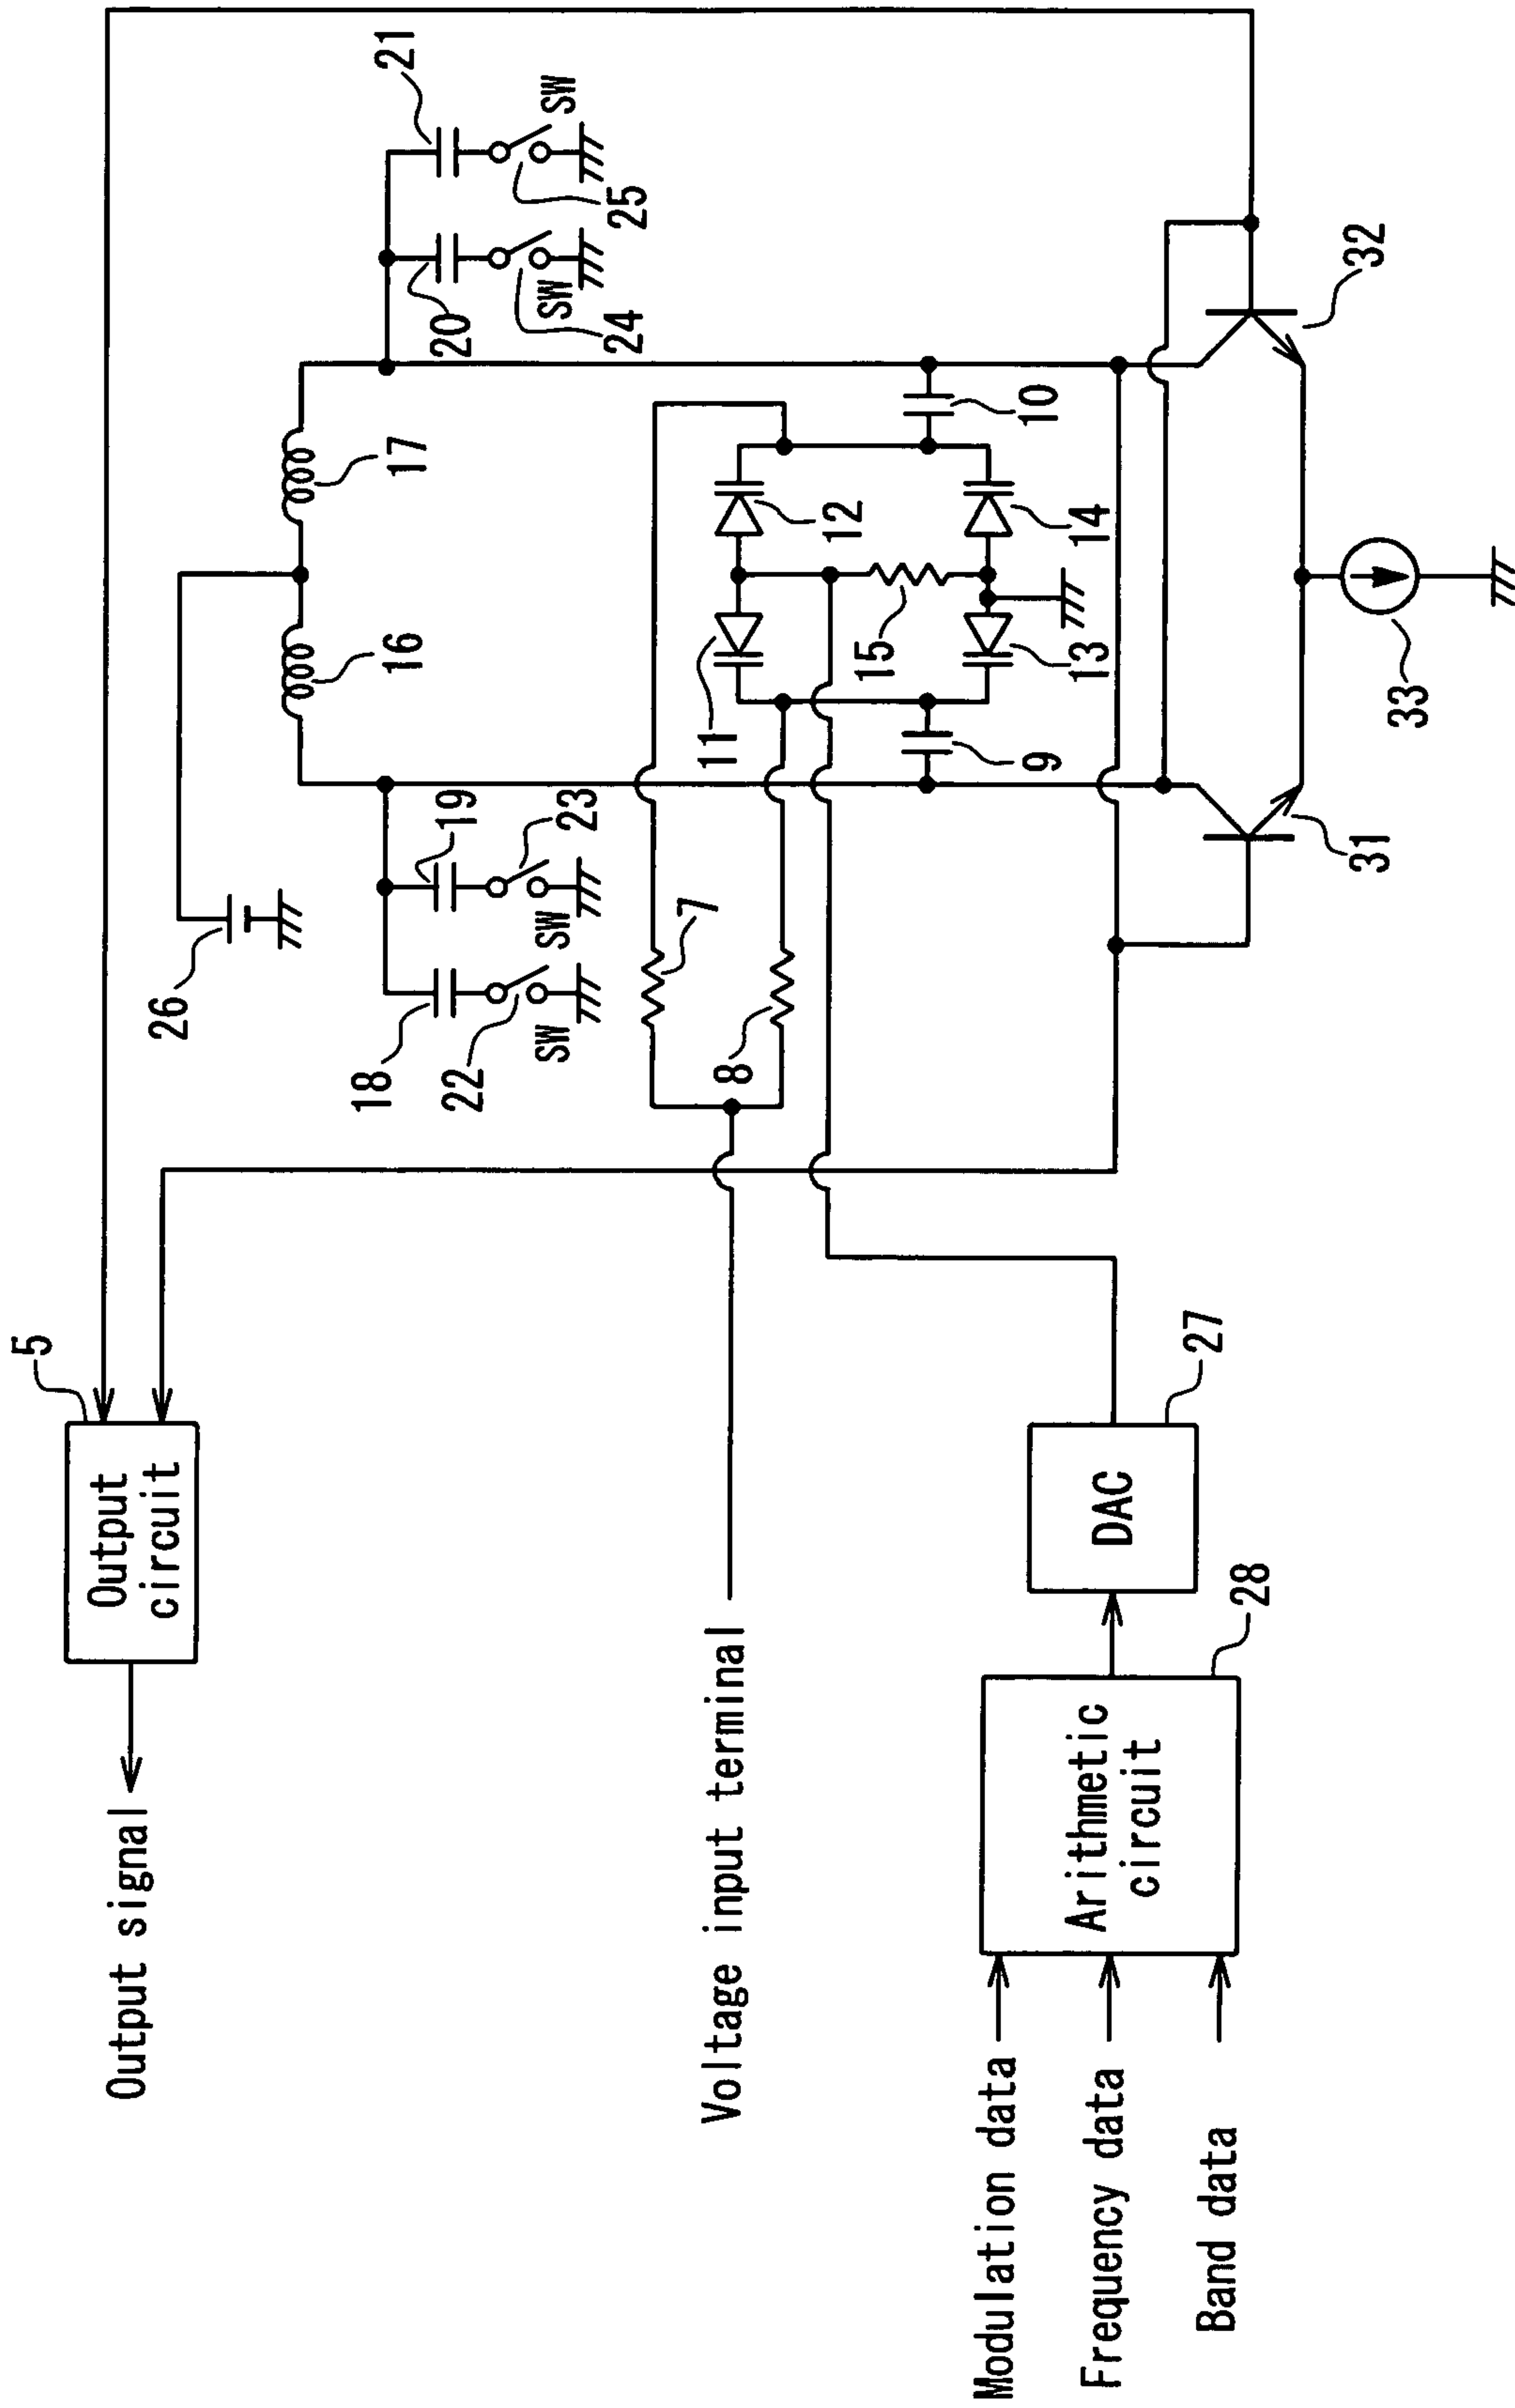 Output signal
Output
circuit
5
Voltage input terminal
Modulation data
Frequency data
Band data
Arithmetic
circuit
28
DAC
27
26
16
17
18
19
20
21
22
SW
23
SW
24
SW
25
SW
7
8
11
12
15
9
10
13
14
31
32
33